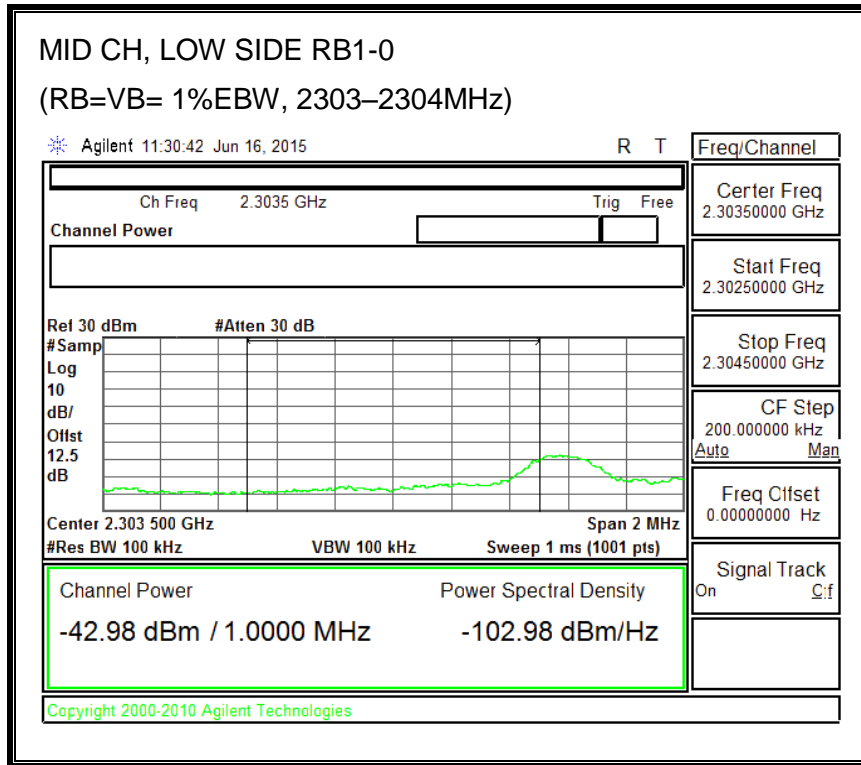 MID CH, LOW SIDE RB1-0
(RB=VB= 1%EBW, 2303–2304MHz)
Agilent 11:30:42 Jun 16, 2015 R T
Freq/Channel
Ch Freq 2.3035 GHz Trig Free
Channel Power
Center Freq
2.30350000 GHz
Start Freq
2.30250000 GHz
Stop Freq
2.30450000 GHz
CF Step
200.000000 kHz
Auto Man
Freq Offset
0.00000000 Hz
Signal Track
On Off
Ref 30 dBm #Atten 30 dB
#Samp
Log
10
dB/
Offst
12.5
dB
Center 2.303 500 GHz Span 2 MHz
#Res BW 100 kHz VBW 100 kHz Sweep 1 ms (1001 pts)
Channel Power Power Spectral Density
-42.98 dBm / 1.0000 MHz -102.98 dBm/Hz
Copyright 2000-2010 Agilent Technologies